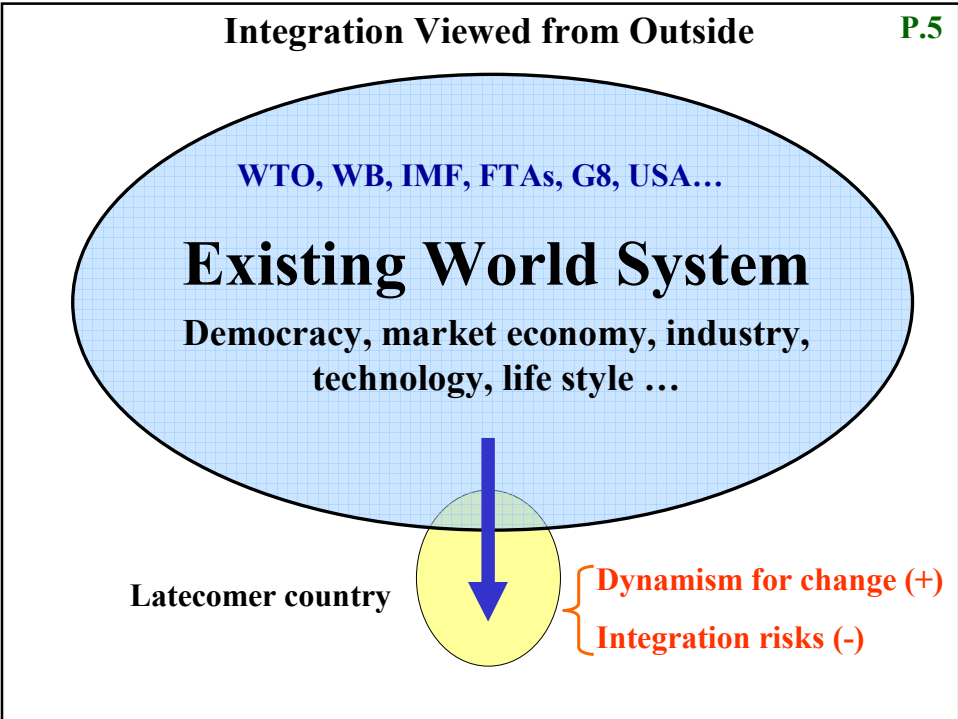 Integration Viewed from Outside
P.5
WTO, WB, IMF, FTAs, G8, USA…
Existing World System
Democracy, market economy, industry,
technology, life style …
Latecomer country
Dynamism for change (+)
Integration risks (-)